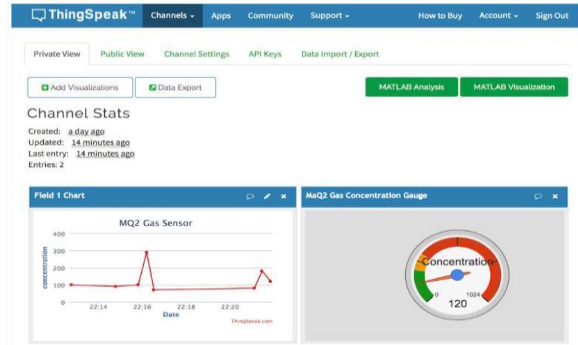 ThingSpeak™ Channels Apps Community Support How to Buy Account Sign Out
Private View Public View Channel Settings API Keys Data Import / Export
Add Visualizations Data Export MATLAB Analysis MATLAB Visualization
Channel Stats
Created: a day ago
Updated: 14 minutes ago
Last entry: 14 minutes ago
Entries: 2
Field 1 Chart
MQ2 Gas Sensor
concentration
400
300
200
100
0
22:14 22:16 22:18 22:20
Date
ThingSpeak.com
MaQ2 Gas Concentration Gauge
Concentration
0 1024
120